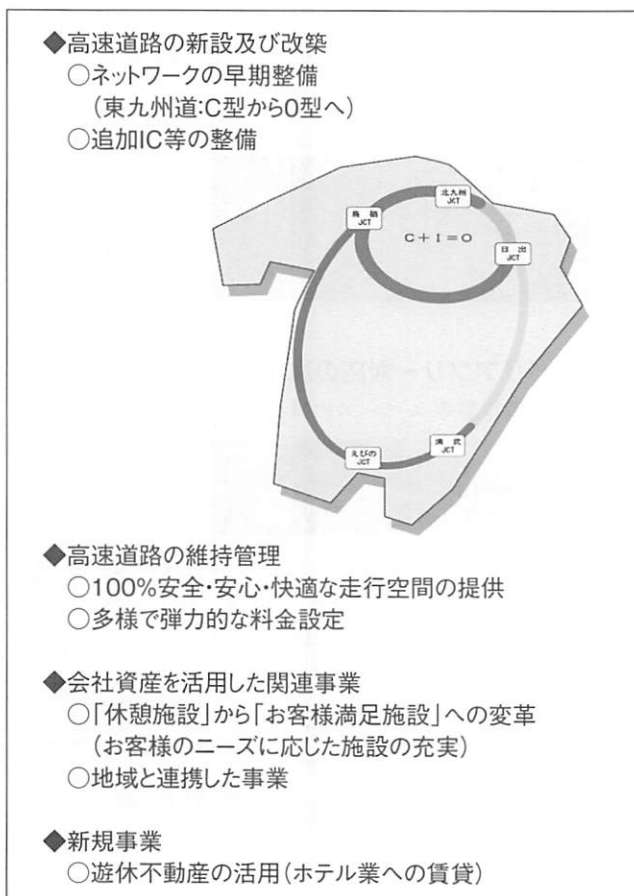 ◆高速道路の新設及び改築
○ネットワークの早期整備
(東九州道:C型からO型へ)
○追加IC等の整備
北九州
JCT
鳥栖
JCT
C+I=O
日出
JCT
清武
JCT
えびの
JCT
◆高速道路の維持管理
○100%安全・安心・快適な走行空間の提供
○多様で弾力的な料金設定
◆会社資産を活用した関連事業
○「休憩施設」から「お客様満足施設」への変革
(お客様のニーズに応じた施設の充実)
○地域と連携した事業
◆新規事業
○遊休不動産の活用(ホテル業への賃貸)